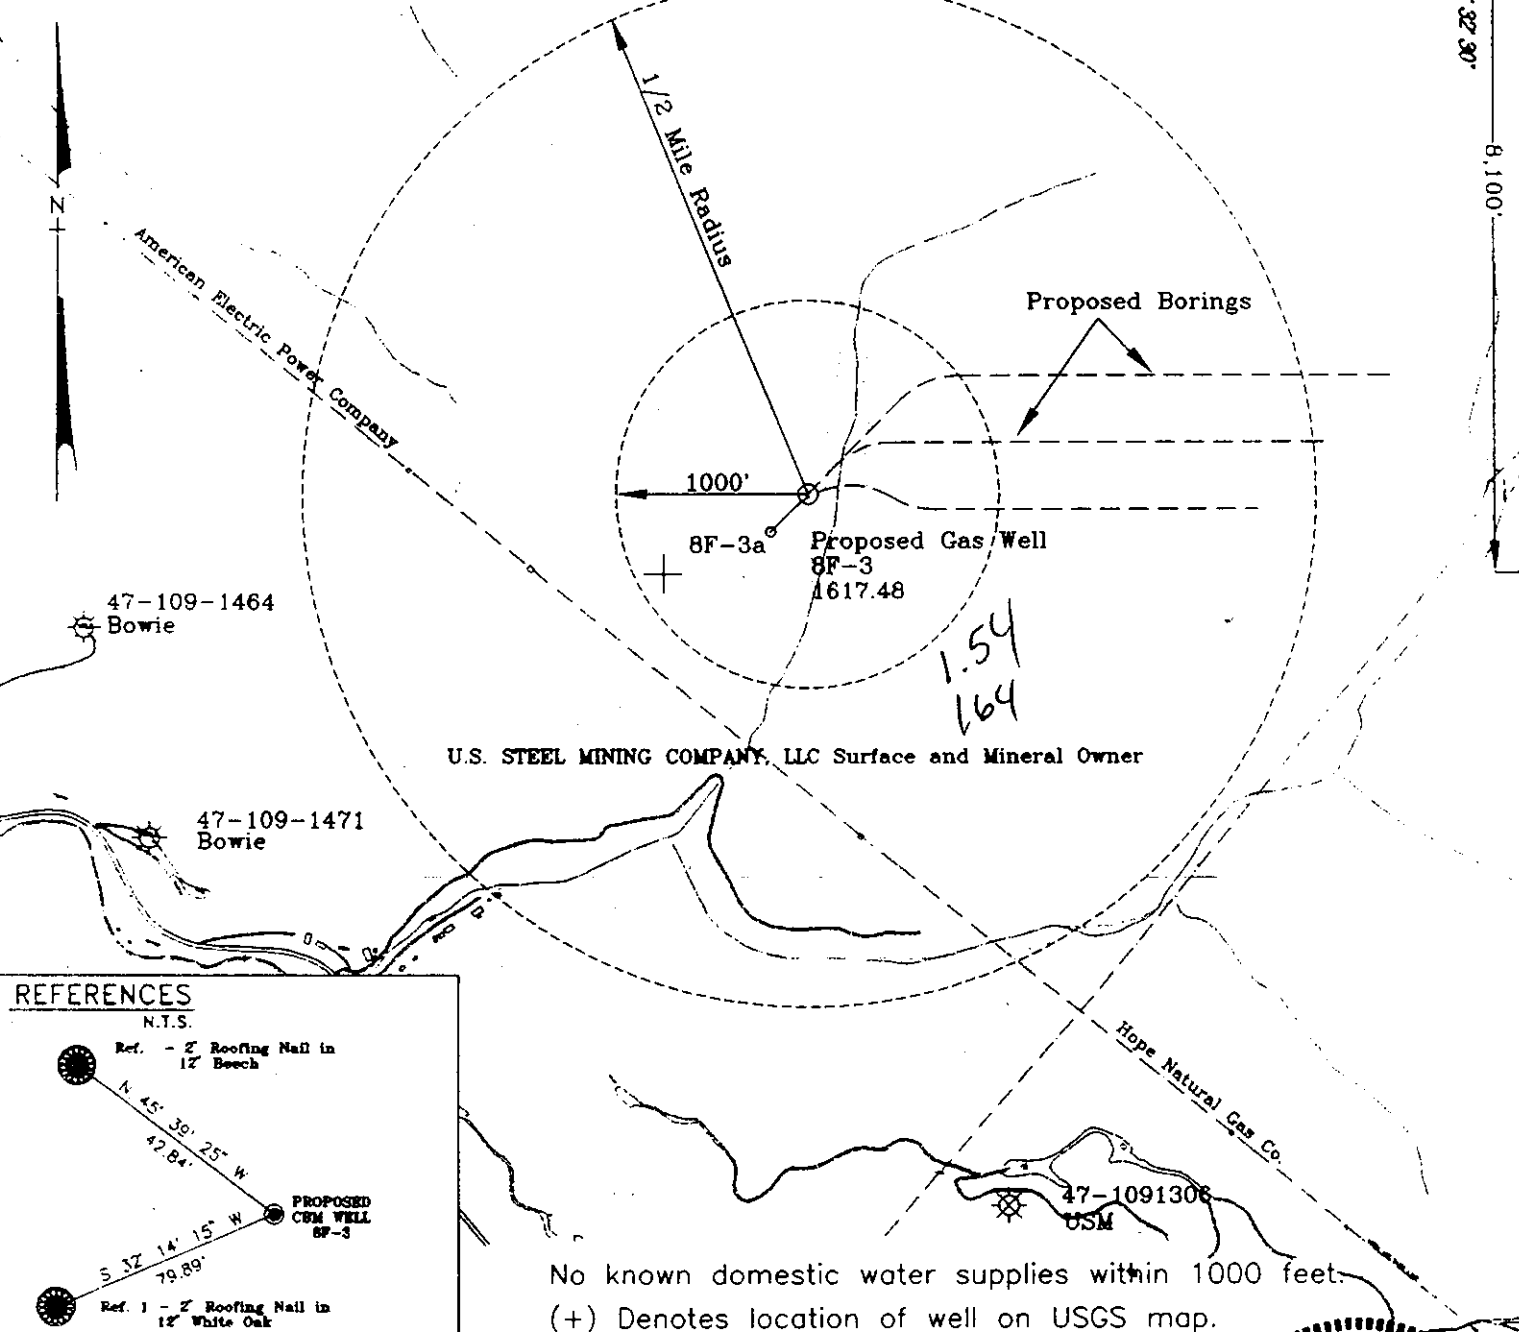 32' 30"
8,100'
N
1/2 Mile Radius
American Electric Power Company
Proposed Borings
1000'
8F-3a
Proposed Gas Well
8F-3
1617.48
47-109-1464
Bowie
1.54
164
U.S. STEEL MINING COMPANY, LLC Surface and Mineral Owner
47-109-1471
Bowie
REFERENCES
N.T.S.
Ref. - 2" Roofing Nail in
12" Beech
N 45° 39' 25" W
42.84'
PROPOSED
CBM WELL
8F-3
S 32° 14' 15" W
79.89'
Ref. 1 - 2" Roofing Nail in
12" White Oak
Hope Natural Gas Co.
47-1091306
USM
No known domestic water supplies within 1000 feet.
(+) Denotes location of well on USGS map.